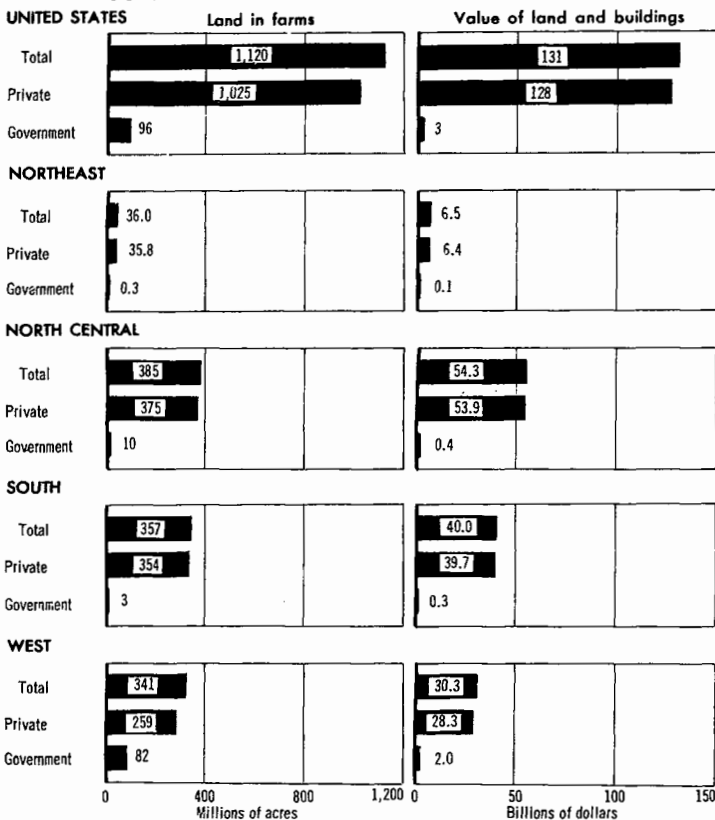 UNITED STATES Land in farms Value of land and buildings
Total 1,120 131
Private 1,025 128
Government 96 3
NORTHEAST
Total 36.0 6.5
Private 35.8 6.4
Government 0.3 0.1
NORTH CENTRAL
Total 385 54.3
Private 375 53.9
Government 10 0.4
SOUTH
Total 357 40.0
Private 354 39.7
Government 3 0.3
WEST
Total 341 30.3
Private 259 28.3
Government 82 2.0
0 400 800 1,200 0 50 100 150
Millions of acres Billions of dollars